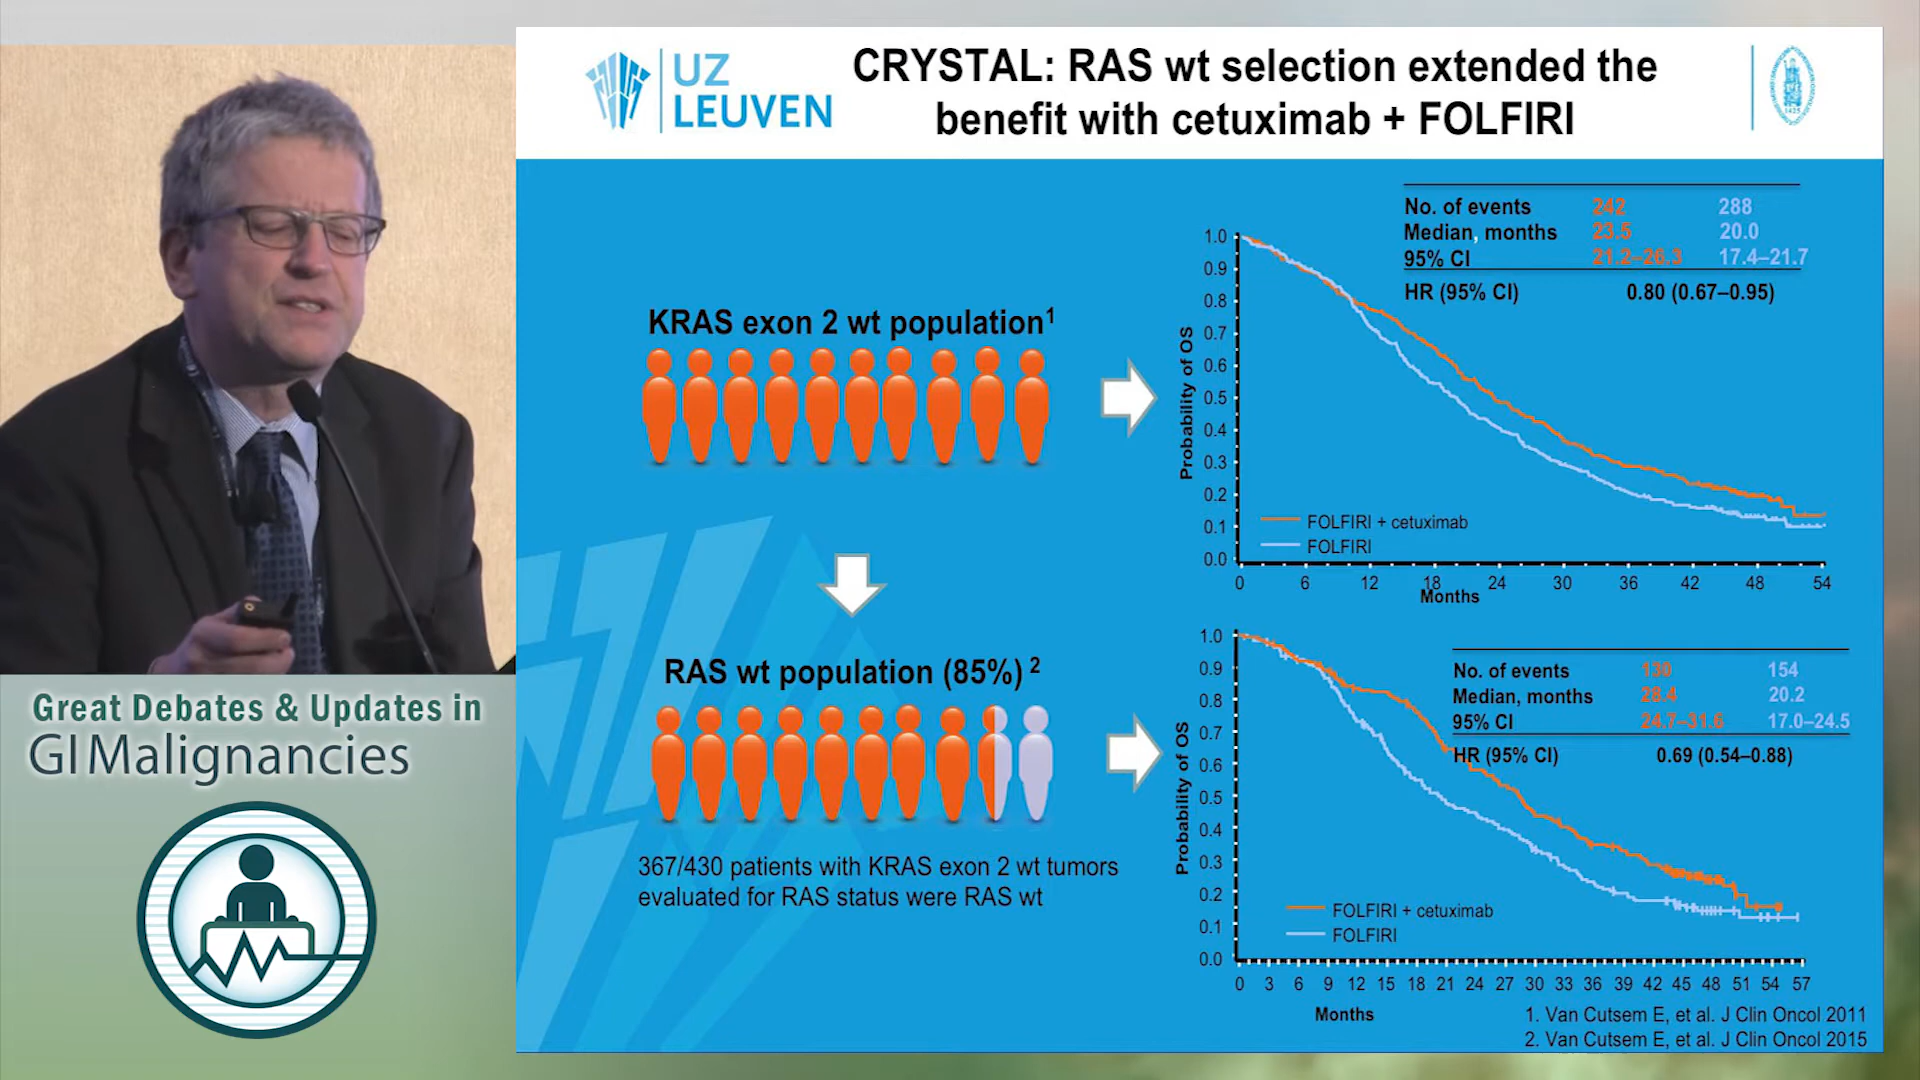 UZ
LEUVEN
CRYSTAL: RAS wt selection extended the
benefit with cetuximab + FOLFIRI
KRAS exon 2 wt population¹
No. of events 242 288
Median, months 23.5 20.0
95% CI 21.2–26.3 17.4–21.7
HR (95% CI) 0.80 (0.67–0.95)
Probability of OS
1.0
0.9
0.8
0.7
0.6
0.5
0.4
0.3
0.2
0.1
0.0
FOLFIRI + cetuximab
FOLFIRI
0 6 12 18 24 30 36 42 48 54
Months
RAS wt population (85%) ²
367/430 patients with KRAS exon 2 wt tumors
evaluated for RAS status were RAS wt
No. of events 130 154
Median, months 28.4 20.2
95% CI 24.7–31.6 17.0–24.5
HR (95% CI) 0.69 (0.54–0.88)
Probability of OS
1.0
0.9
0.8
0.7
0.6
0.5
0.4
0.3
0.2
0.1
0.0
FOLFIRI + cetuximab
FOLFIRI
0 3 6 9 12 15 18 21 24 27 30 33 36 39 42 45 48 51 54 57
Months
1. Van Cutsem E, et al. J Clin Oncol 2011
2. Van Cutsem E, et al. J Clin Oncol 2015
Great Debates & Updates in
GI Malignancies